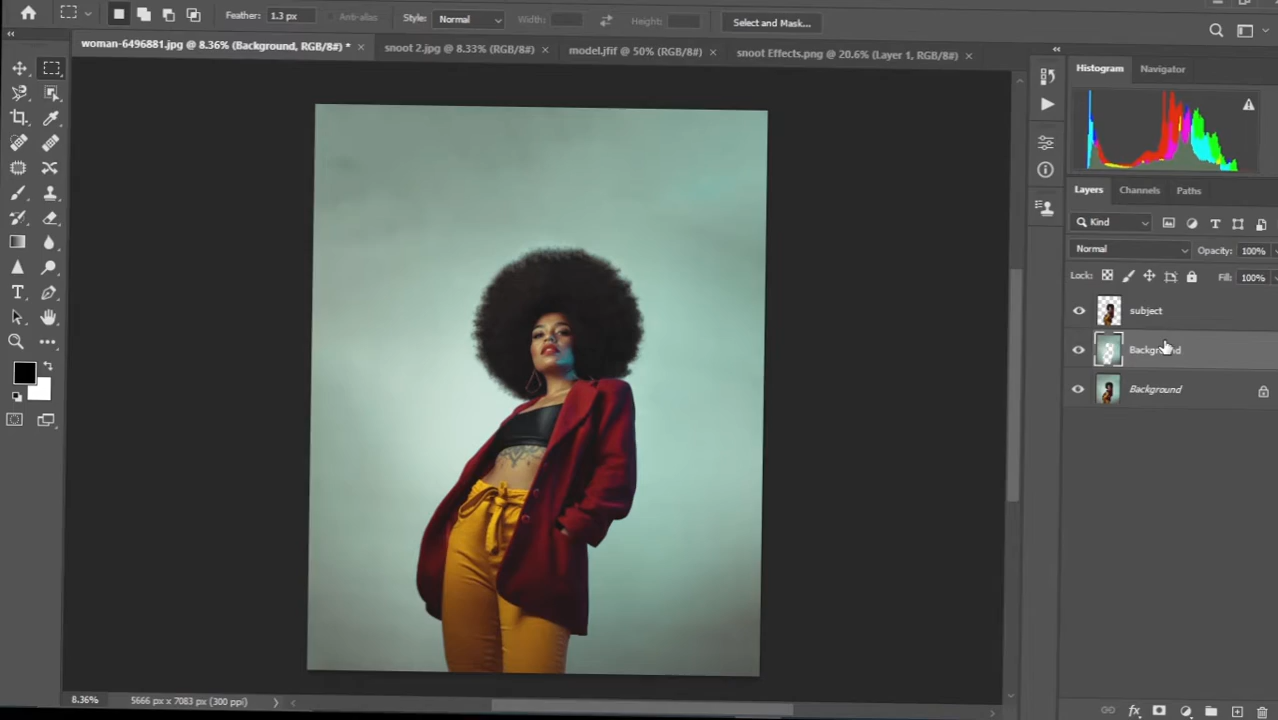 Feather: 1.3 px Anti-alias Style: Normal Width: Height: Select and Mask...
woman-6496881.jpg @ 8.36% (Background, RGB/8#) * × snoot 2.jpg @ 8.33% (RGB/8#) × model.jfif @ 50% (RGB/8#) × snoot Effects.png @ 20.6% (Layer 1, RGB/8#) ×
Histogram Navigator
Layers Channels Paths
Kind
Normal Opacity: 100%
Lock: Fill: 100%
subject
Background
Background
8.36% 5666 px x 7083 px (300 ppi)